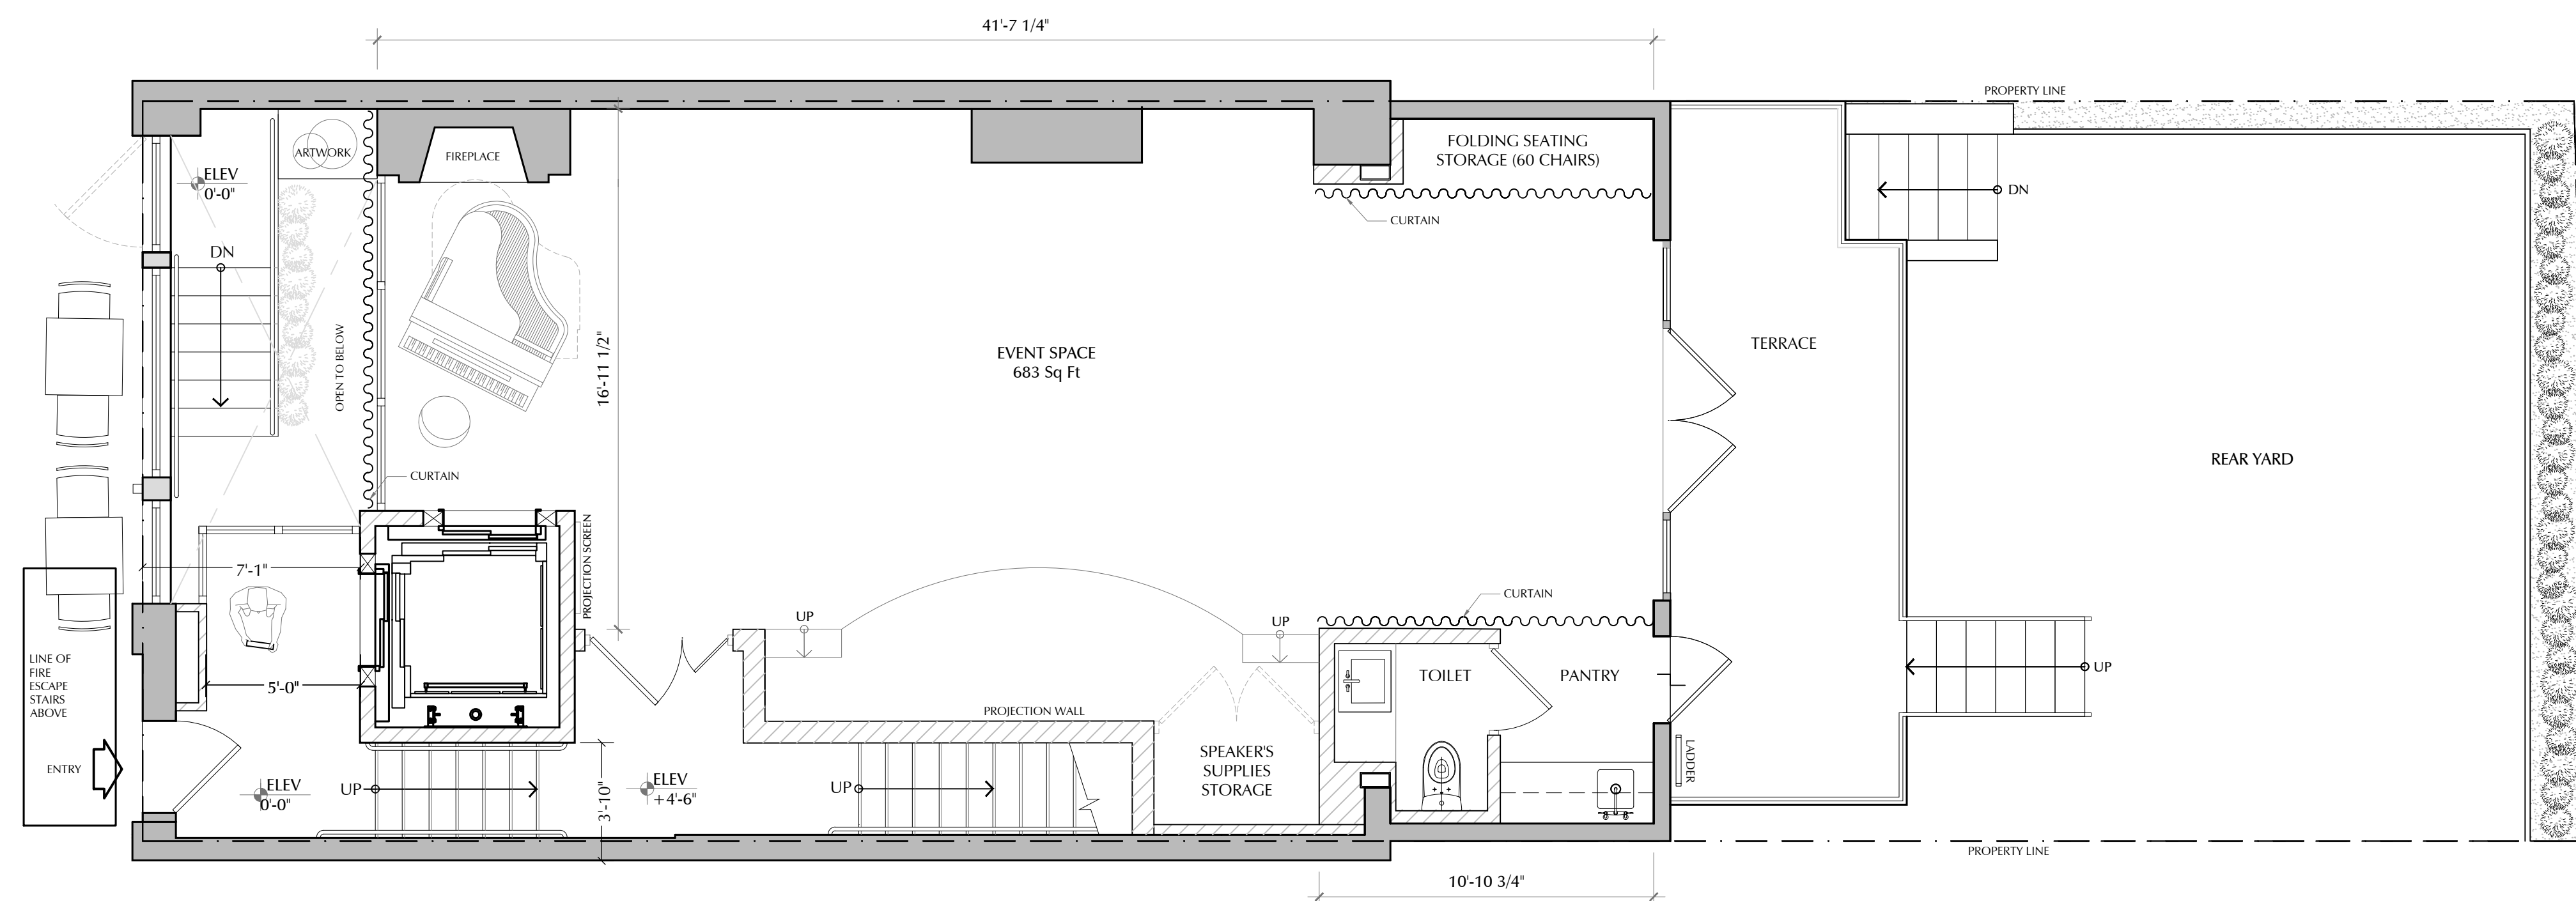 41'-7 1/4"
PROPERTY LINE
ARTWORK
FIREPLACE
FOLDING SEATING
STORAGE (60 CHAIRS)
ELEV
0'-0"
DN
CURTAIN
DN
OPEN TO BELOW
16'-11 1/2"
EVENT SPACE
683 Sq Ft
TERRACE
REAR YARD
CURTAIN
PROJECTION SCREEN
7'-1"
CURTAIN
UP
UP
LINE OF
FIRE
ESCAPE
STAIRS
ABOVE
5'-0"
TOILET
PANTRY
UP
PROJECTION WALL
SPEAKER'S
SUPPLIES
STORAGE
LADDER
ENTRY
ELEV
0'-0"
UP
3'-10"
ELEV
+4'-6"
UP
PROPERTY LINE
10'-10 3/4"